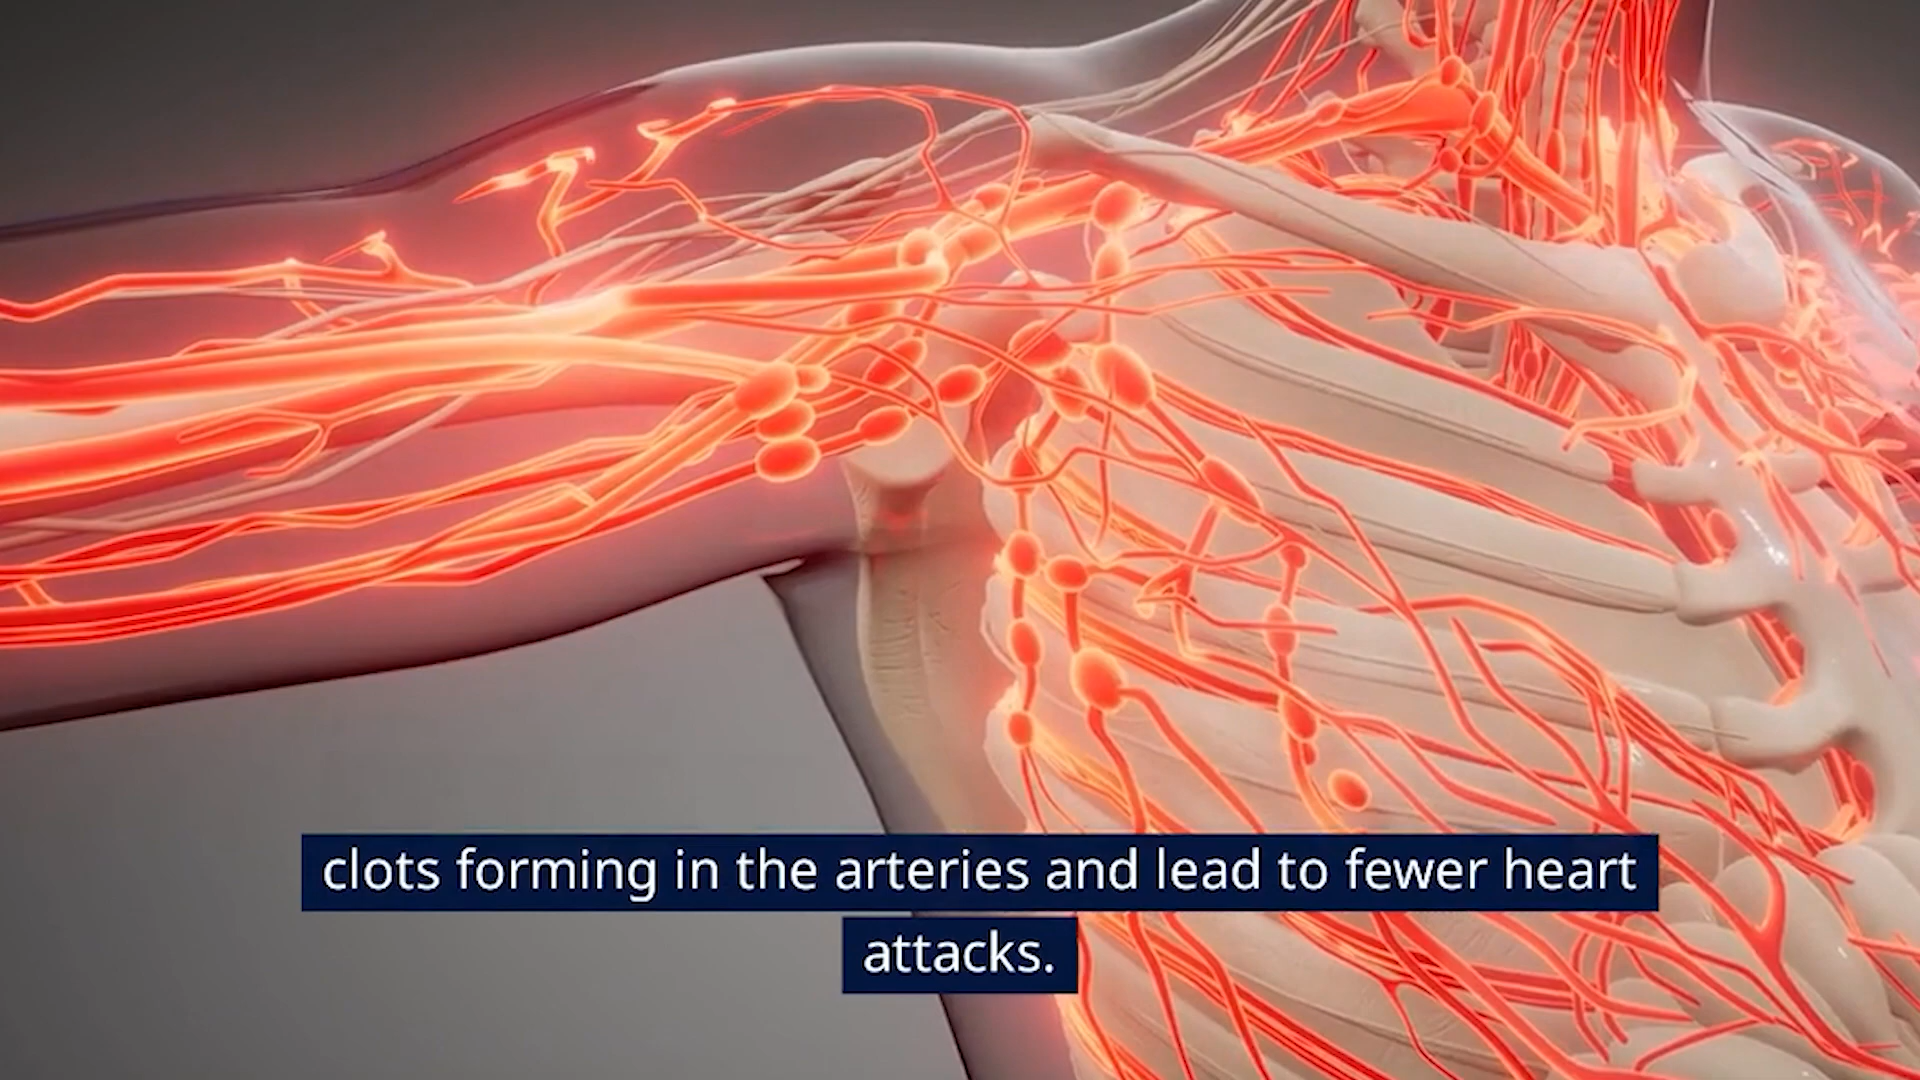 clots forming in the arteries and lead to fewer heart
attacks.